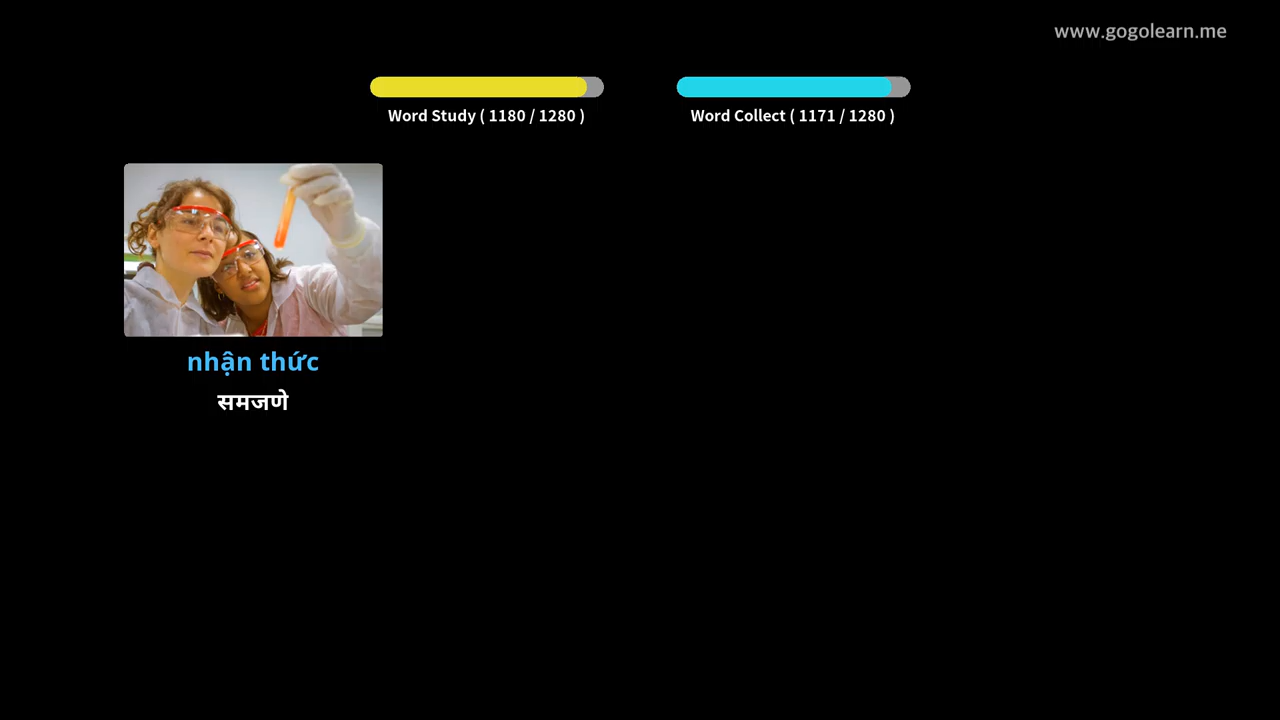 www.gogolearn.me
Word Study ( 1180 / 1280 )
Word Collect ( 1171 / 1280 )
nhận thức
समजणे